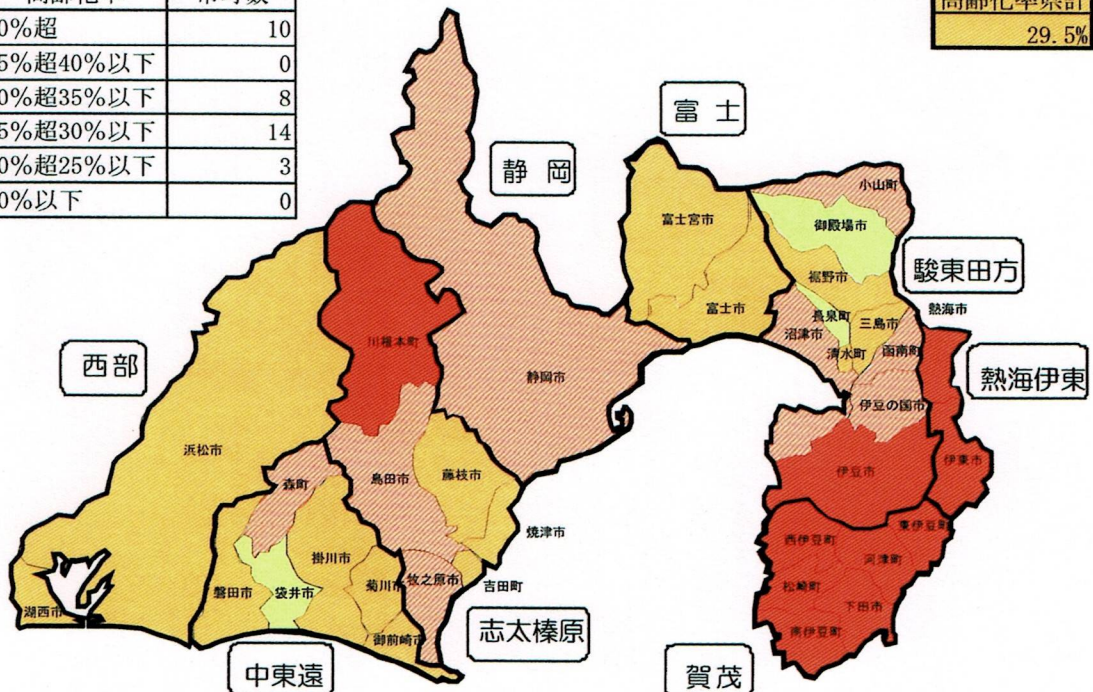 0%超 10
5%超40%以下 0
0%超35%以下 8
5%超30%以下 14
0%超25%以下 3
0%以下 0
高齢化率県計
29.5%
富士
静岡
小山町
富士宮市
御殿場市
駿東田方
裾野市
熱海市
富士市
長泉町
三島市
沼津市
清水町
函南町
川根本町
西部
静岡市
熱海伊東
伊豆の国市
浜松市
藤枝市
伊豆市
伊東市
島田市
森町
東伊豆町
焼津市
西伊豆町
掛川市
河津町
牧之原市
菊川市
吉田町
松崎町
磐田市
袋井市
下田市
湖西市
南伊豆町
御前崎市
志太榛原
中東遠
賀茂